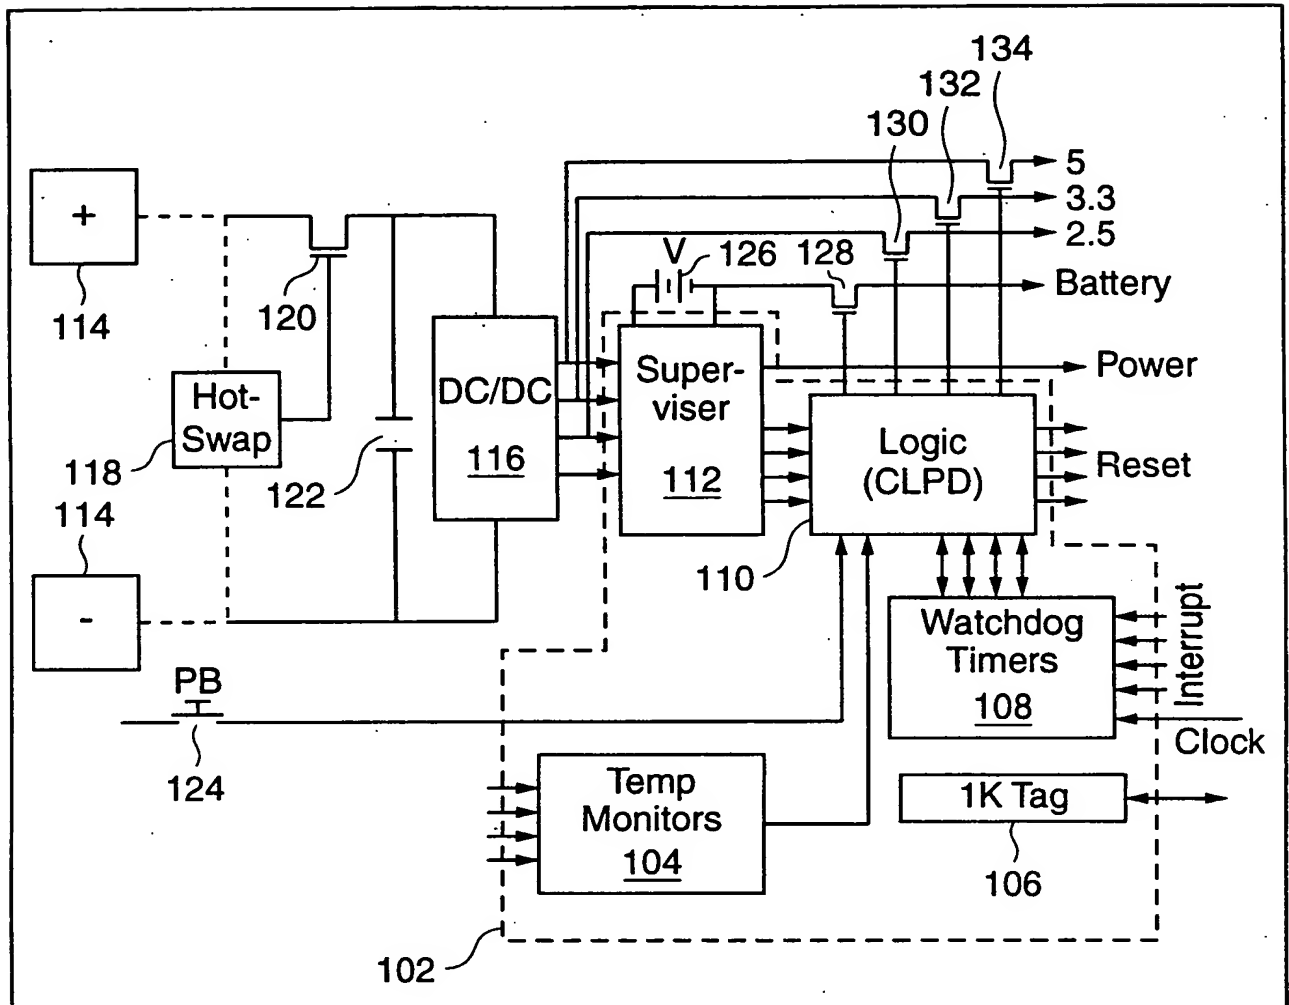 134
132
130
5
3.3
2.5
+
114
120
V
126
128
Battery
Power
Hot-
Swap
118
122
DC/DC
116
Super-
viser
112
Logic
(CLPD)
110
Reset
114
-
PB
124
Watchdog
Timers
108
Interrupt
Clock
Temp
Monitors
104
1K Tag
106
102